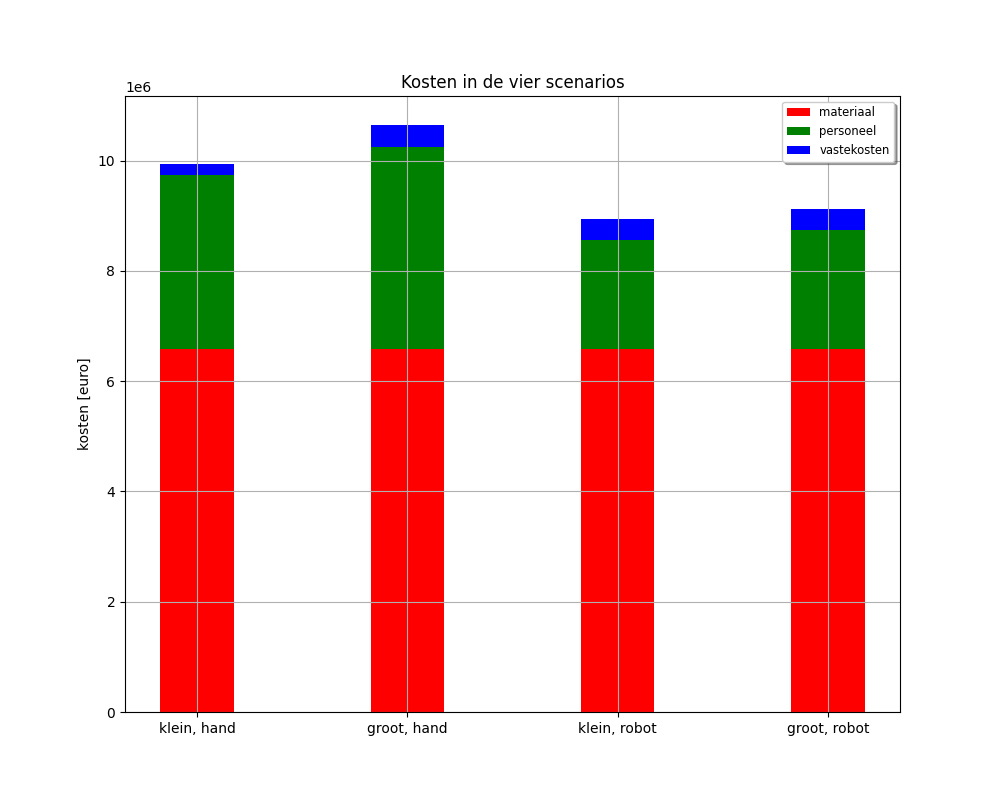 Kosten in de vier scenarios
1e6
materiaal
personeel
vastekosten
10
8
6
4
2
0
kosten [euro]
klein, hand
groot, hand
klein, robot
groot, robot